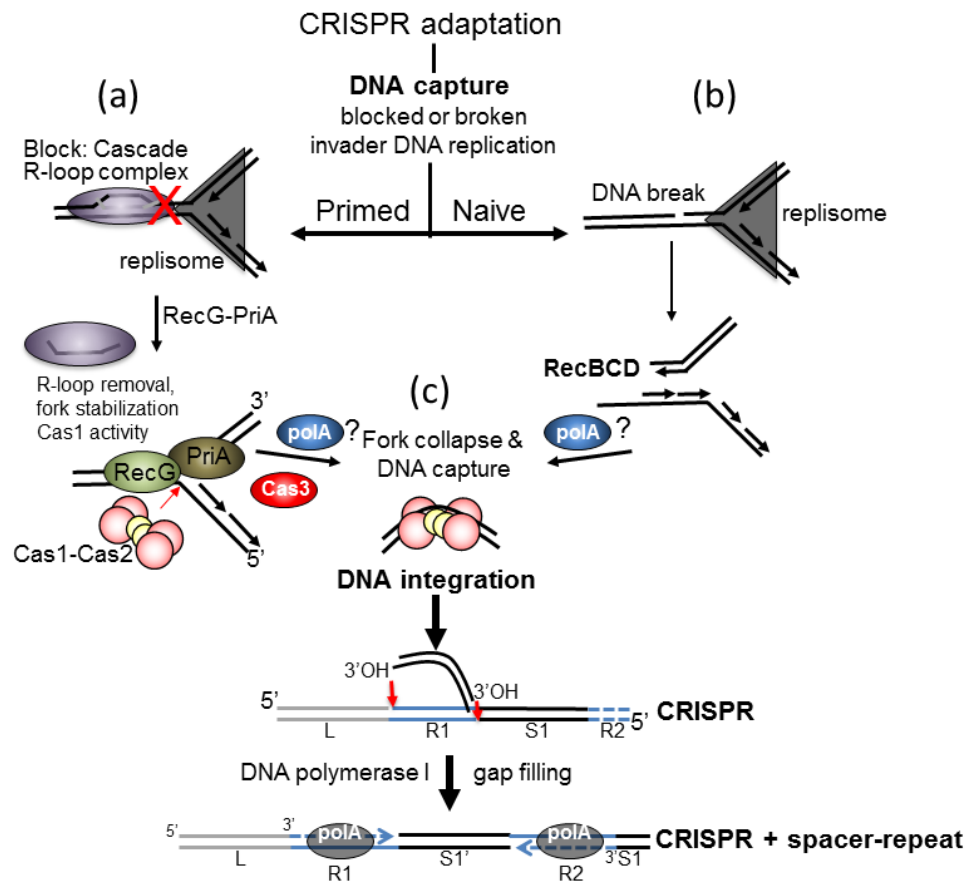 CRISPR adaptation
DNA capture
blocked or broken
invader DNA replication
Primed
Naive
(a)
Block: Cascade
R-loop complex
X
replisome
RecG-PriA
R-loop removal,
fork stabilization
Cas1 activity
3’
PriA
RecG
5’
Cas1-Cas2
polA
?
Cas3
(b)
DNA break
replisome
RecBCD
polA
?
(c)
Fork collapse &
DNA capture
DNA integration
3’OH
3’OH
5’
5’
CRISPR
L
R1
S1
R2
DNA polymerase I
gap filling
5’
3’
polA
polA
CRISPR + spacer-repeat
L
R1
S1’
R2
3’
S1